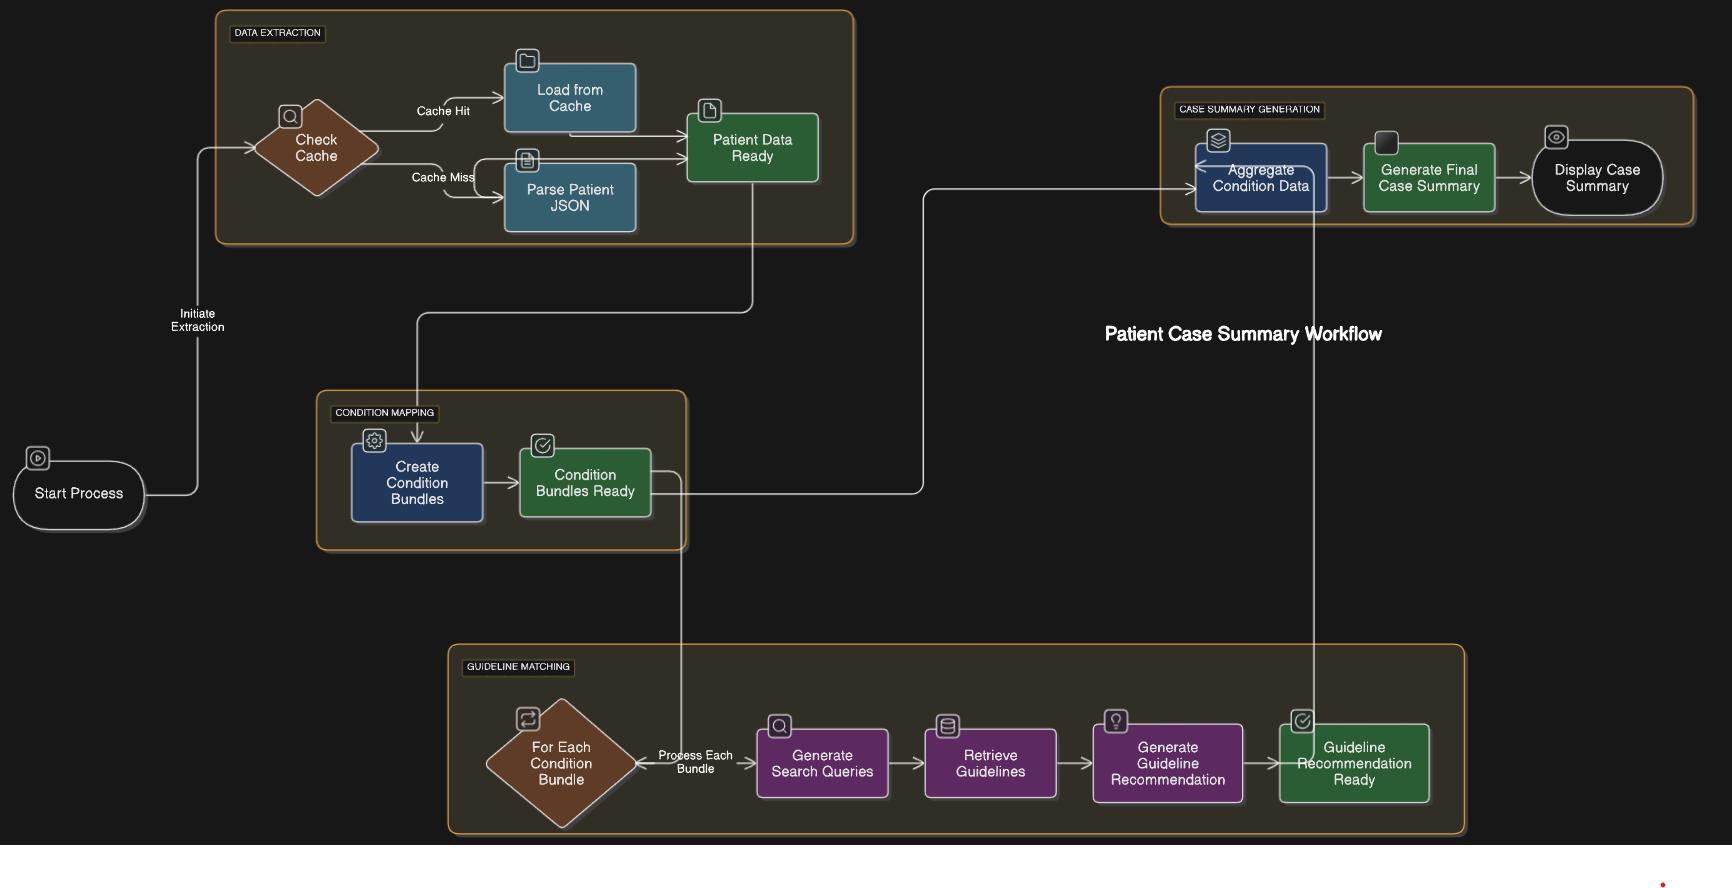 DATA EXTRACTION
Check
Cache
Cache Hit
Cache Miss
Load from
Cache
Parse Patient
JSON
Patient Data
Ready
CASE SUMMARY GENERATION
Aggregate
Condition Data
Generate Final
Case Summary
Display Case
Summary
Initiate
Extraction
Patient Case Summary Workflow
CONDITION MAPPING
Create
Condition
Bundles
Condition
Bundles Ready
Start Process
GUIDELINE MATCHING
For Each
Condition
Bundle
Process Each
Bundle
Generate
Search Queries
Retrieve
Guidelines
Generate
Guideline
Recommendation
Guideline
Recommendation
Ready